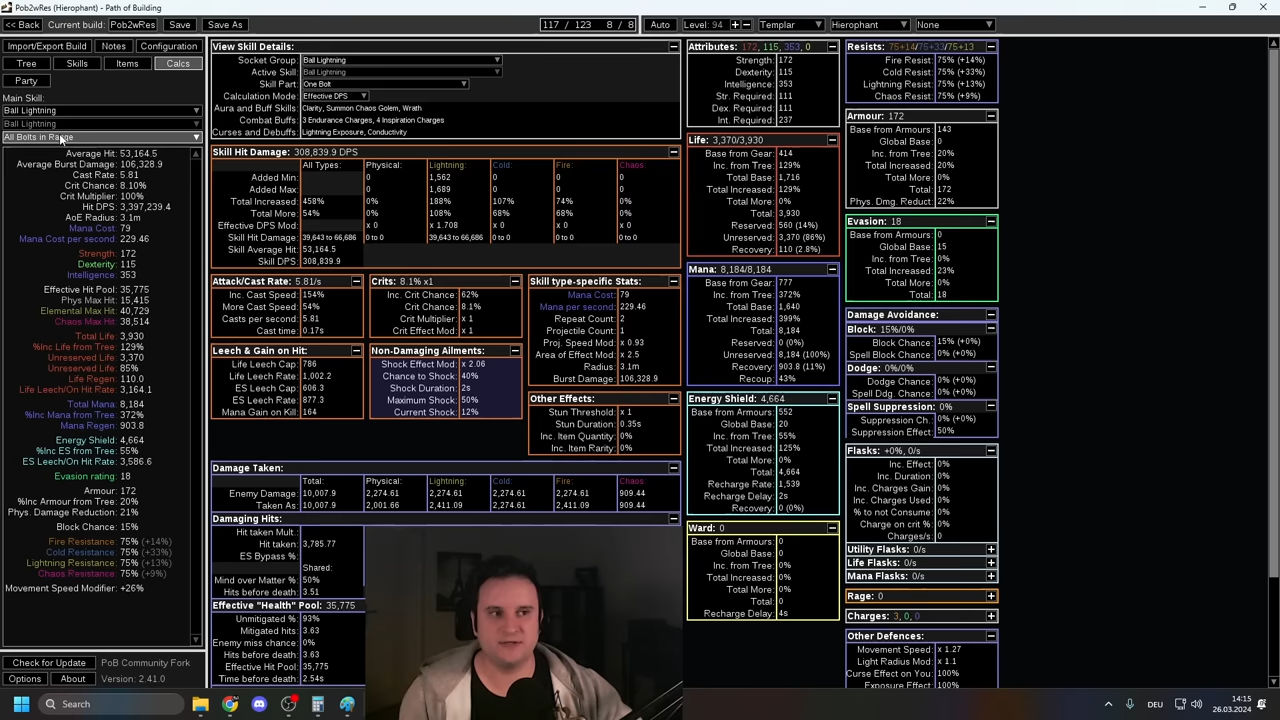 Pob2wRes (Hierophant) - Path of Building
<< Back Current build: Pob2wRes Save Save As 117 / 123 8 / 8 Auto Level: 94 Templar Hierophant None
Import/Export Build Notes Configuration
Tree Skills Items Calcs
Party
Main Skill:
Ball Lightning
Ball Lightning
All Bolts in Range
Average Hit: 53,164.5
Average Burst Damage: 106,328.9
Cast Rate: 5.81
Crit Chance: 8.10%
Crit Multiplier: 100%
Hit DPS: 3,397,239.4
AoE Radius: 3.1m
Mana Cost: 79
Mana Cost per second: 229.46
Strength: 172
Dexterity: 115
Intelligence: 353
Effective Hit Pool: 35,775
Phys Max Hit: 15,415
Elemental Max Hit: 40,729
Chaos Max Hit: 38,514
Total Life: 3,930
%Inc Life from Tree: 129%
Unreserved Life: 3,370
Unreserved Life: 85%
Life Regen: 110.0
Life Leech/On Hit Rate: 3,164.1
Total Mana: 8,184
%Inc Mana from Tree: 372%
Mana Regen: 903.8
Energy Shield: 4,664
%Inc ES from Tree: 55%
ES Leech/On Hit Rate: 3,586.6
Evasion rating: 18
Armour: 172
%Inc Armour from Tree: 20%
Phys. Damage Reduction: 21%
Block Chance: 15%
Fire Resistance: 75% (+14%)
Cold Resistance: 75% (+33%)
Lightning Resistance: 75% (+13%)
Chaos Resistance: 75% (+9%)
Movement Speed Modifier: +26%
Check for Update PoB Community Fork
Options About Version: 2.41.0
View Skill Details:
Socket Group: Ball Lightning
Active Skill: Ball Lightning
Skill Part: One Bolt
Calculation Mode: Effective DPS
Aura and Buff Skills: Clarity, Summon Chaos Golem, Wrath
Combat Buffs: 3 Endurance Charges, 4 Inspiration Charges
Curses and Debuffs: Lightning Exposure, Conductivity
Skill Hit Damage: 308,839.9 DPS
All Types: Physical: Lightning: Cold: Fire: Chaos:
Added Min: 0 1,562 0 0 0
Added Max: 0 1,689 0 0 0
Total Increased: 458% 0% 188% 107% 74% 0%
Total More: 54% 0% 108% 68% 68% 0%
Effective DPS Mod: x 0 x 1.708 x 0 x 0 x 0
Skill Hit Damage: 39,643 to 66,686 0 to 0 39,643 to 66,686 0 to 0 0 to 0 0 to 0
Skill Average Hit: 53,164.5
Skill DPS: 308,839.9
Attack/Cast Rate: 5.81/s
Inc. Cast Speed: 154%
More Cast Speed: 54%
Casts per second: 5.81
Cast time: 0.17s
Crits: 8.1% x1
Inc. Crit Chance: 62%
Crit Chance: 8.1%
Crit Multiplier: x 1
Crit Effect Mod: x 1
Skill type-specific Stats:
Mana Cost: 79
Mana per second: 229.46
Repeat Count: 2
Projectile Count: 1
Proj. Speed Mod: x 0.93
Area of Effect Mod: x 2.5
Radius: 3.1m
Burst Damage: 106,328.9
Leech & Gain on Hit:
Life Leech Cap: 786
Life Leech Rate: 1,002.2
ES Leech Cap: 606.3
ES Leech Rate: 877.3
Mana Gain on Kill: 164
Non-Damaging Ailments:
Shock Effect Mod: x 2.06
Chance to Shock: 40%
Shock Duration: 2s
Maximum Shock: 50%
Current Shock: 12%
Other Effects:
Stun Threshold: x 1
Stun Duration: 0.35s
Inc. Item Quantity: 0%
Inc. Item Rarity: 0%
Damage Taken:
Total: Physical: Lightning: Cold: Fire: Chaos:
Enemy Damage: 10,007.9 2,274.61 2,274.61 2,274.61 2,274.61 909.44
Taken As: 10,007.9 2,001.66 2,411.09 2,274.61 2,411.09 909.44
Damaging Hits:
Hit taken Mult.:
Hit taken: 3,785.77
ES Bypass %:
Shared:
Mind over Matter %: 50%
Hits before death: 3.51
Effective "Health" Pool: 35,775
Unmitigated %: 93%
Mitigated hits: 3.63
Enemy miss chance: 0%
Hits before death: 3.63
Effective Hit Pool: 35,775
Time before death: 2.54s
Attributes: 172, 115, 353, 0
Strength: 172
Dexterity: 115
Intelligence: 353
Str. Required: 111
Dex. Required: 111
Int. Required: 237
Life: 3,370/3,930
Base from Gear: 414
Inc. from Tree: 129%
Total Base: 1,716
Total Increased: 129%
Total More: 0%
Total: 3,930
Reserved: 560 (14%)
Unreserved: 3,370 (86%)
Recovery: 110 (2.8%)
Mana: 8,184/8,184
Base from Gear: 777
Inc. from Tree: 372%
Total Base: 1,640
Total Increased: 399%
Total More: 0%
Total: 8,184
Reserved: 0 (0%)
Unreserved: 8,184 (100%)
Recovery: 903.8 (11%)
Recoup: 43%
Energy Shield: 4,664
Base from Armours: 552
Global Base: 20
Inc. from Tree: 55%
Total Increased: 125%
Total More: 0%
Total: 4,664
Recharge Rate: 1,539
Recharge Delay: 2s
Recovery: 0 (0%)
Ward: 0
Base from Armours: 0
Global Base: 0
Inc. from Tree: 0%
Total Increased: 0%
Total More: 0%
Total: 0
Recharge Delay: 4s
Resists: 75+14/75+33/75+13
Fire Resist: 75% (+14%)
Cold Resist: 75% (+33%)
Lightning Resist: 75% (+13%)
Chaos Resist: 75% (+9%)
Armour: 172
Base from Armours: 143
Global Base: 0
Inc. from Tree: 20%
Total Increased: 20%
Total More: 0%
Total: 172
Phys. Dmg. Reduct: 22%
Evasion: 18
Base from Armours: 0
Global Base: 15
Inc. from Tree: 0%
Total Increased: 23%
Total More: 0%
Total: 18
Damage Avoidance:
Block: 15%/0%
Block Chance: 15% (+0%)
Spell Block Chance: 0% (+0%)
Dodge: 0%/0%
Dodge Chance: 0% (+0%)
Spell Ddg. Chance: 0% (+0%)
Spell Suppression: 0%
Suppression Ch.: 0% (+0%)
Suppression Effect: 50%
Flasks: +0%, 0/s
Inc. Effect: 0%
Inc. Duration: 0%
Inc. Charges Gain: 0%
Inc. Charges Used: 0%
% to not Consume: 0%
Charge on crit %: 0%
Charges/s: 0
Utility Flasks: 0/s
Life Flasks: 0/s
Mana Flasks: 0/s
Rage: 0
Charges: 3, 0, 0
Other Defences:
Movement Speed: x 1.27
Light Radius Mod: x 1.1
Curse Effect on You: 100%
Exposure Effect: 100%
Search
DEU
14:15
26.03.2024